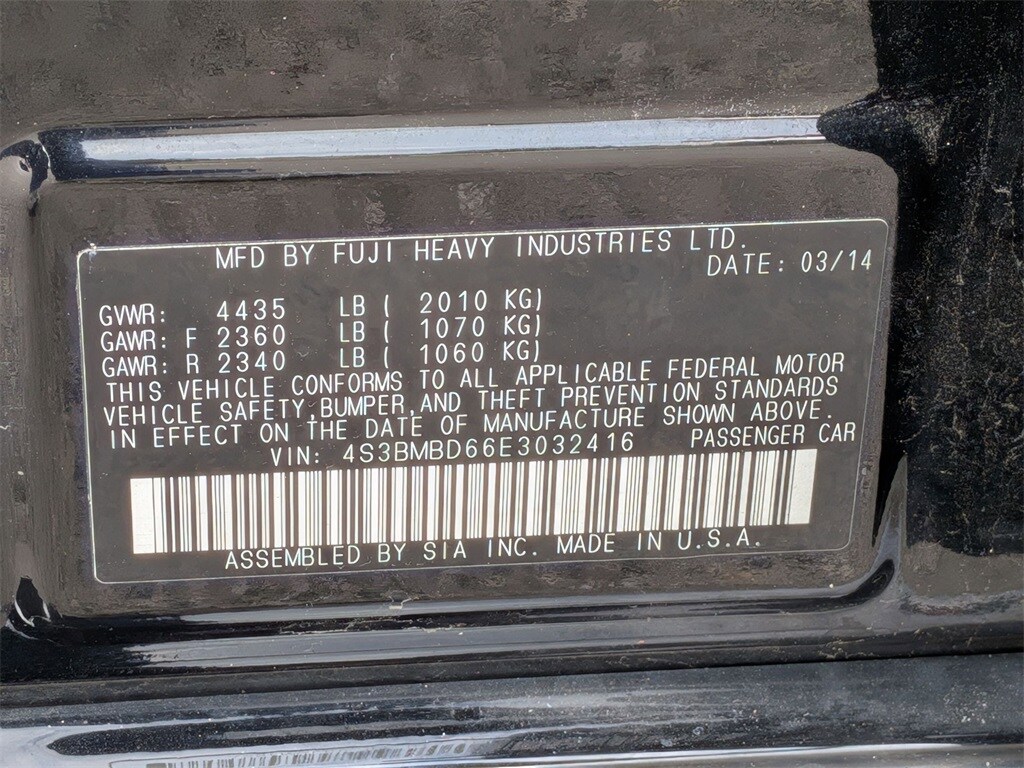 MFD BY FUJI HEAVY INDUSTRIES LTD.
DATE: 03/14
GVWR: 4435 LB ( 2010 KG)
GAWR: F 2360 LB ( 1070 KG)
GAWR: R 2340 LB ( 1060 KG)
THIS VEHICLE CONFORMS TO ALL APPLICABLE FEDERAL MOTOR
VEHICLE SAFETY,BUMPER,AND THEFT PREVENTION STANDARDS
IN EFFECT ON THE DATE OF MANUFACTURE SHOWN ABOVE.
VIN: 4S3BMBD66E3032416 PASSENGER CAR
ASSEMBLED BY SIA INC. MADE IN U.S.A.